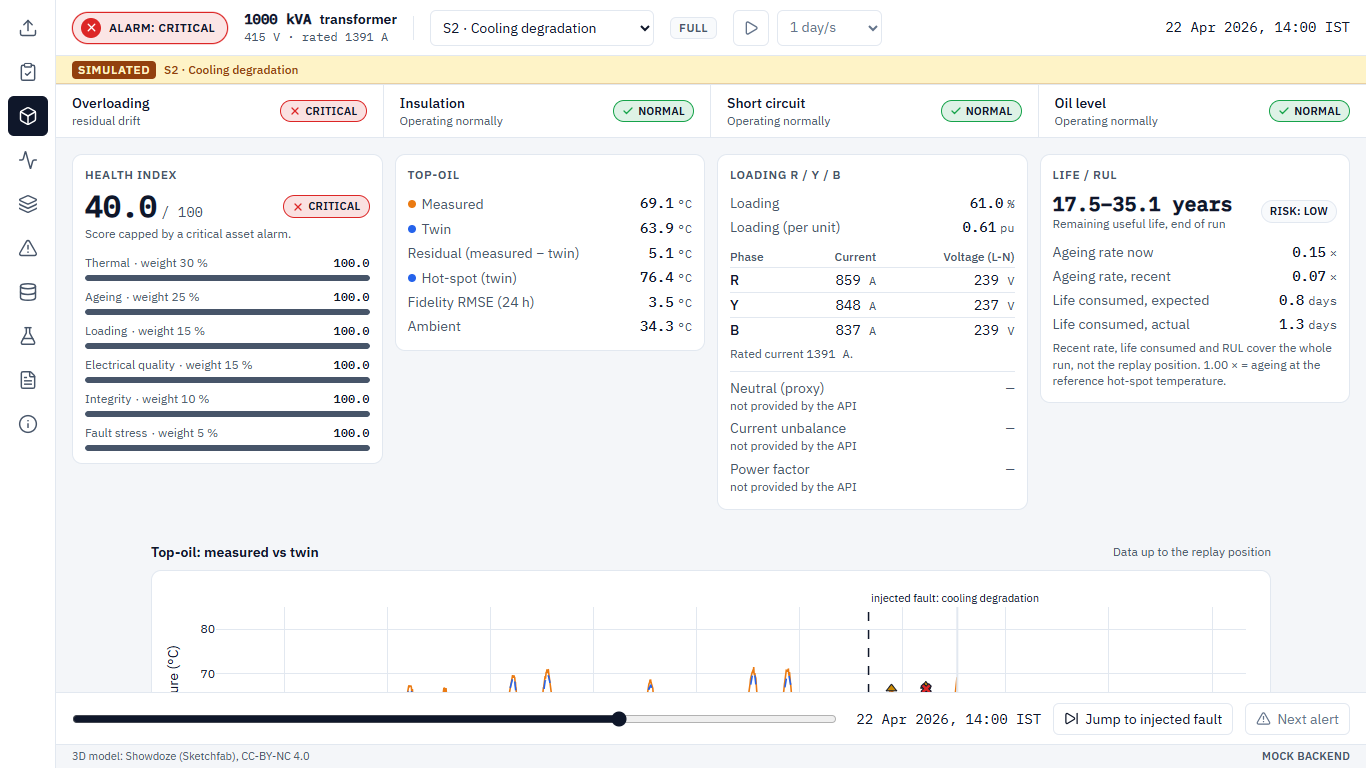 ALARM: CRITICAL
1000 kVA transformer
415 V · rated 1391 A
S2 · Cooling degradation
FULL
1 day/s
22 Apr 2026, 14:00 IST
SIMULATED S2 · Cooling degradation
Overloading
residual drift
CRITICAL
Insulation
Operating normally
NORMAL
Short circuit
Operating normally
NORMAL
Oil level
Operating normally
NORMAL
HEALTH INDEX
40.0 / 100
CRITICAL
Score capped by a critical asset alarm.
Thermal · weight 30 % 100.0
Ageing · weight 25 % 100.0
Loading · weight 15 % 100.0
Electrical quality · weight 15 % 100.0
Integrity · weight 10 % 100.0
Fault stress · weight 5 % 100.0
TOP-OIL
Measured 69.1 °C
Twin 63.9 °C
Residual (measured − twin) 5.1 °C
Hot-spot (twin) 76.4 °C
Fidelity RMSE (24 h) 3.5 °C
Ambient 34.3 °C
LOADING R / Y / B
Loading 61.0 %
Loading (per unit) 0.61 pu
Phase Current Voltage (L-N)
R 859 A 239 V
Y 848 A 237 V
B 837 A 239 V
Rated current 1391 A.
Neutral (proxy) —
not provided by the API
Current unbalance —
not provided by the API
Power factor —
not provided by the API
LIFE / RUL
17.5–35.1 years
Remaining useful life, end of run
RISK: LOW
Ageing rate now 0.15 ×
Ageing rate, recent 0.07 ×
Life consumed, expected 0.8 days
Life consumed, actual 1.3 days
Recent rate, life consumed and RUL cover the whole
run, not the replay position. 1.00 × = ageing at the
reference hot-spot temperature.
Top-oil: measured vs twin
Data up to the replay position
injected fault: cooling degradation
80
70
ure (°C)
22 Apr 2026, 14:00 IST
Jump to injected fault
Next alert
3D model: Showdoze (Sketchfab), CC-BY-NC 4.0
MOCK BACKEND